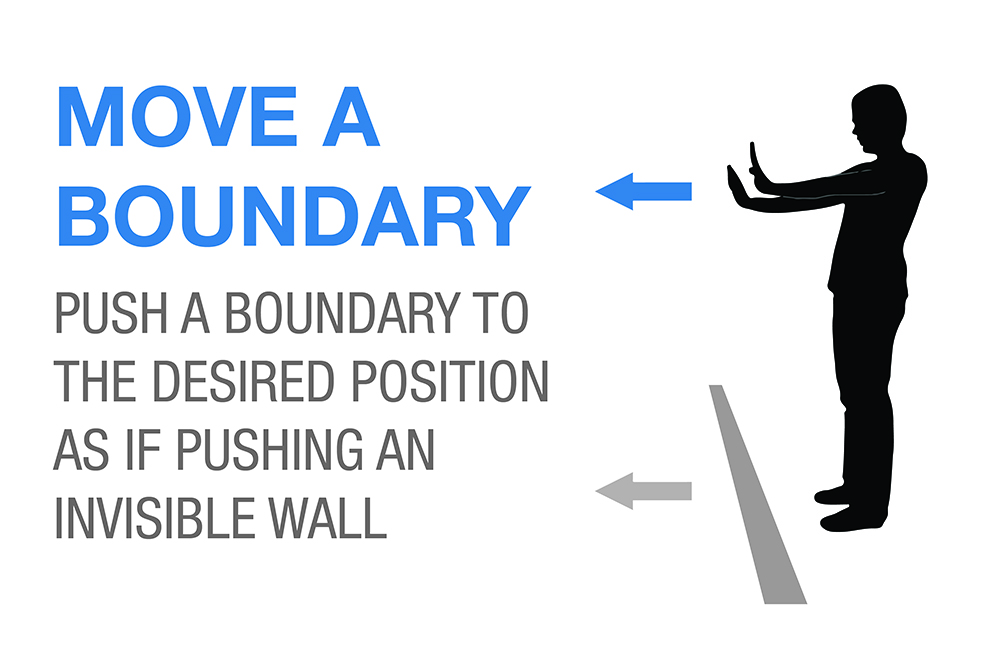 MOVE A
BOUNDARY
PUSH A BOUNDARY TO
THE DESIRED POSITION
AS IF PUSHING AN
INVISIBLE WALL